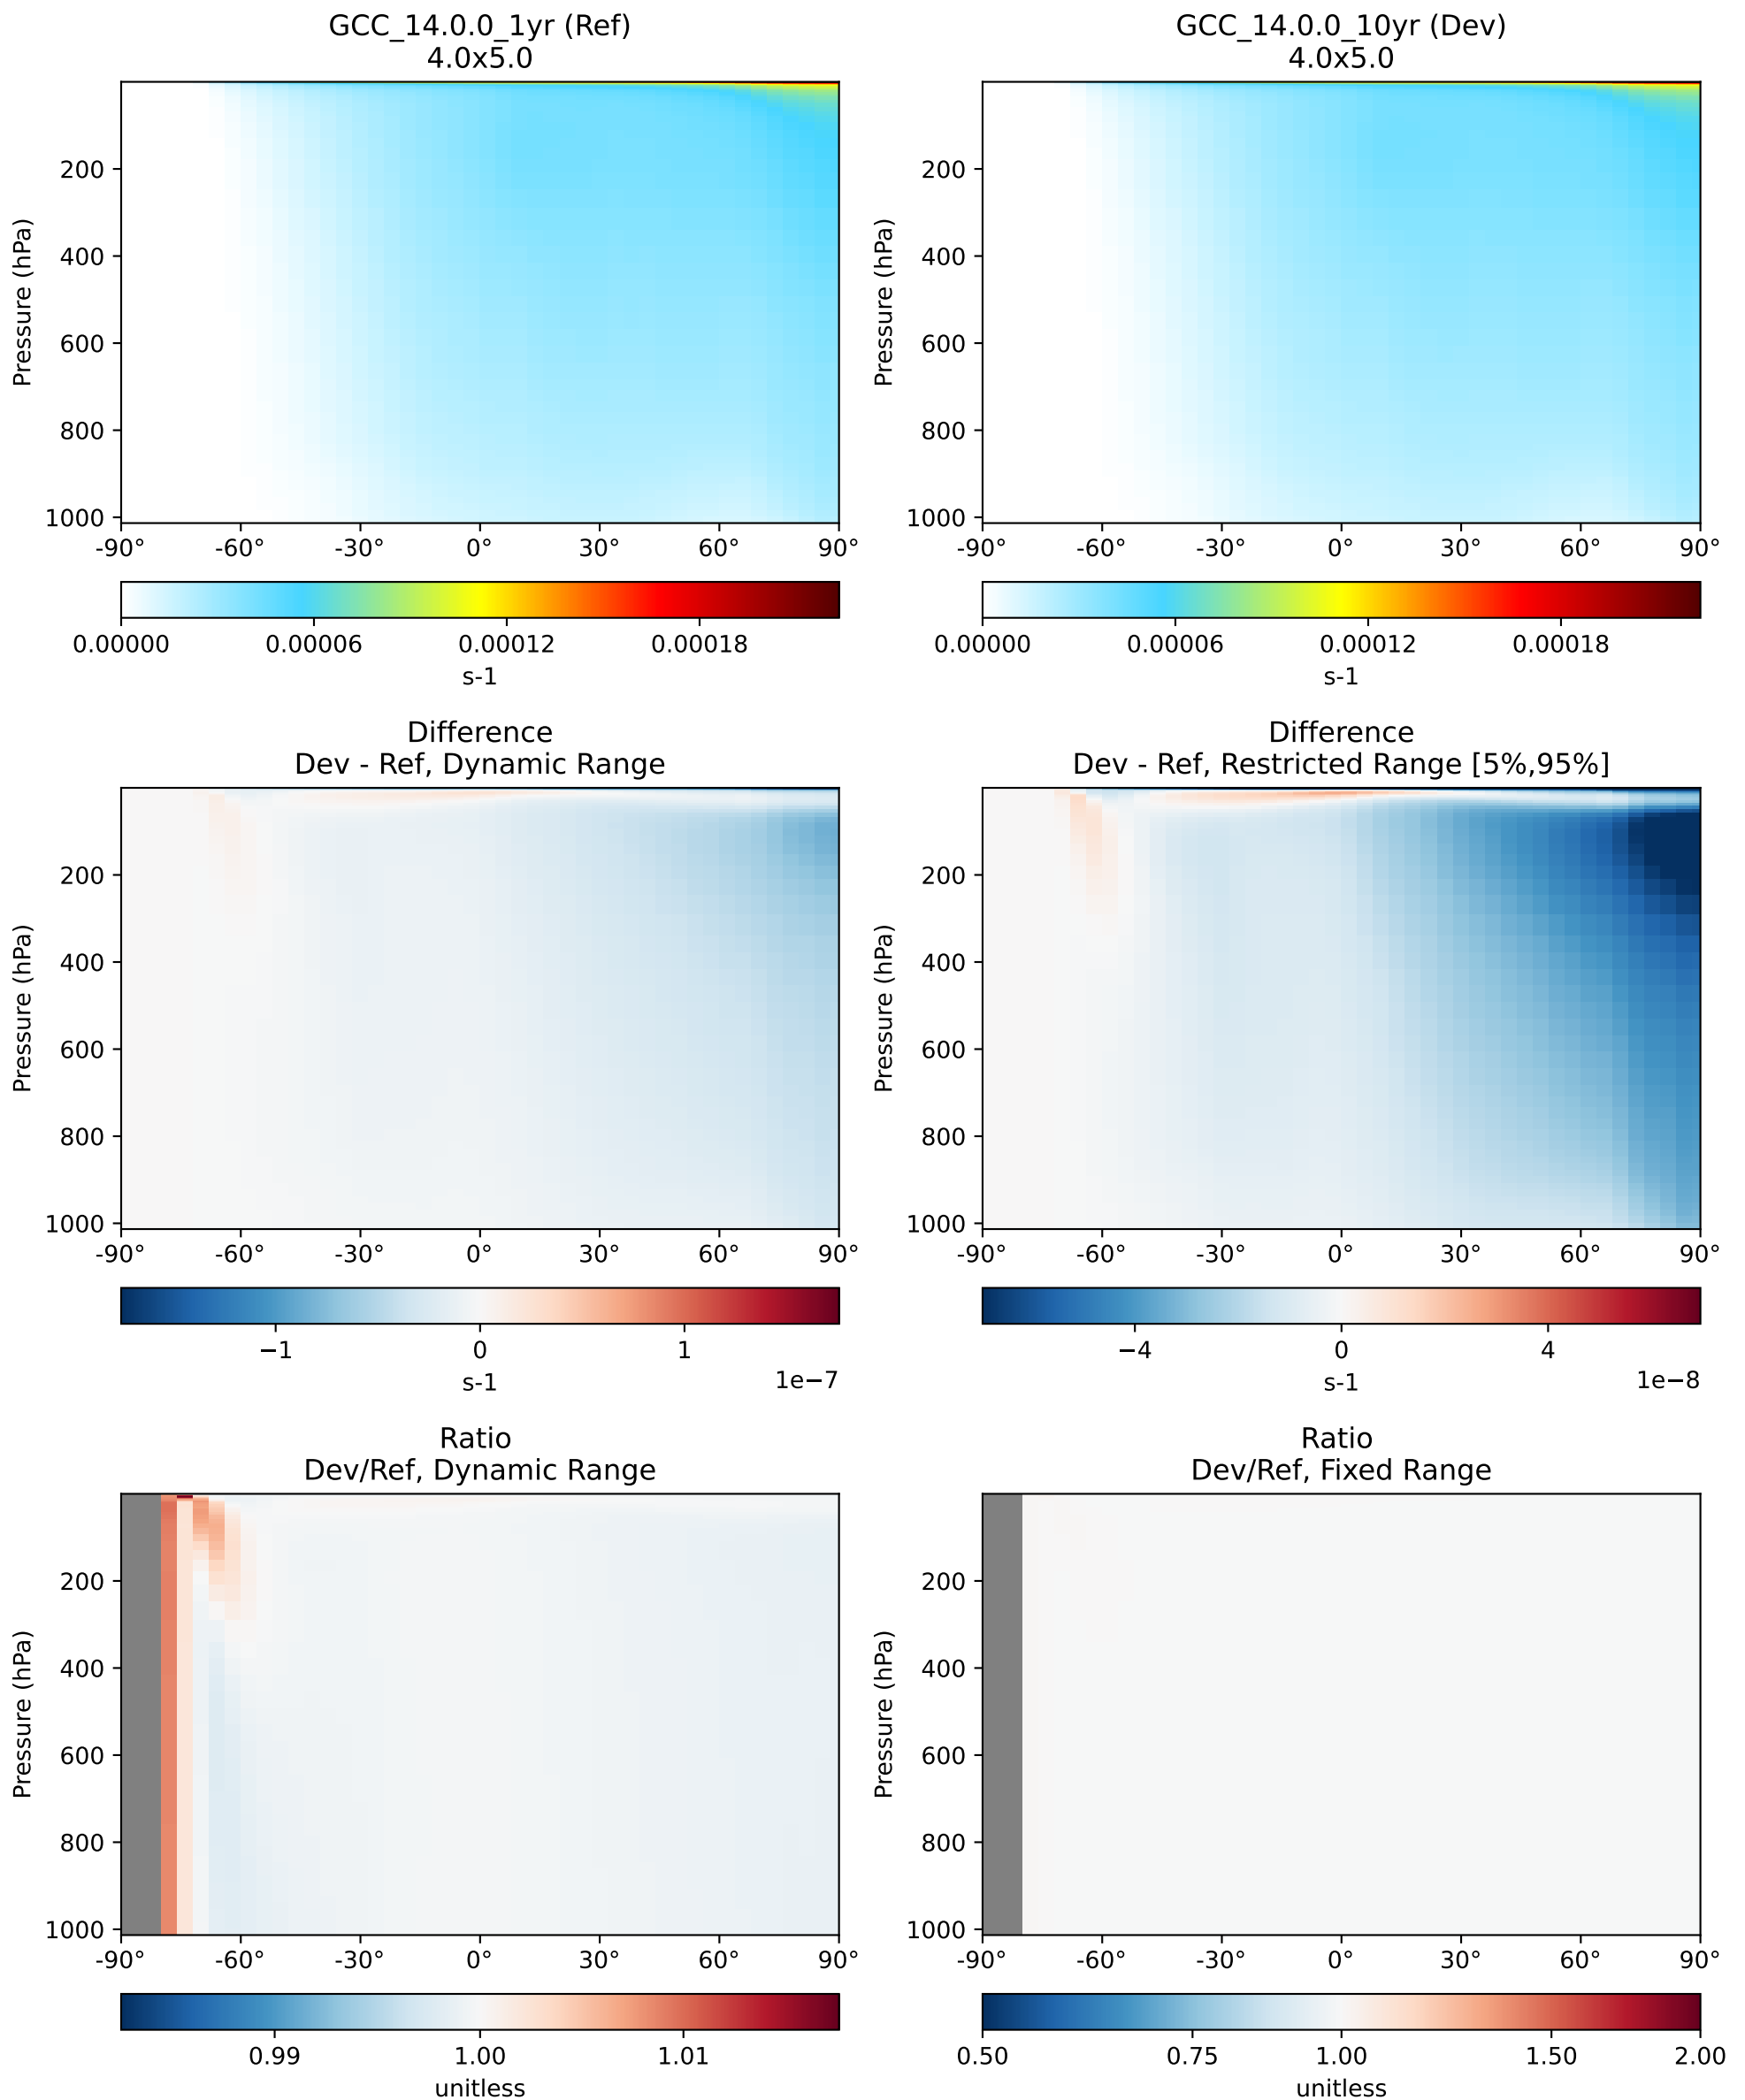 GCC_14.0.0_1yr (Ref)
4.0x5.0
Pressure (hPa)
200
400
600
800
1000
-90° -60° -30° 0° 30° 60° 90°
0.00000 0.00006 0.00012 0.00018
s-1
GCC_14.0.0_10yr (Dev)
4.0x5.0
Pressure (hPa)
200
400
600
800
1000
-90° -60° -30° 0° 30° 60° 90°
0.00000 0.00006 0.00012 0.00018
s-1
Difference
Dev - Ref, Dynamic Range
Pressure (hPa)
200
400
600
800
1000
-90° -60° -30° 0° 30° 60° 90°
−1 0 1
s-1 1e−7
Difference
Dev - Ref, Restricted Range [5%,95%]
Pressure (hPa)
200
400
600
800
1000
-90° -60° -30° 0° 30° 60° 90°
−4 0 4
s-1 1e−8
Ratio
Dev/Ref, Dynamic Range
Pressure (hPa)
200
400
600
800
1000
-90° -60° -30° 0° 30° 60° 90°
0.99 1.00 1.01
unitless
Ratio
Dev/Ref, Fixed Range
Pressure (hPa)
200
400
600
800
1000
-90° -60° -30° 0° 30° 60° 90°
0.50 0.75 1.00 1.50 2.00
unitless